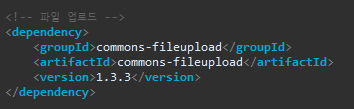 <!-- 파일 업로드 -->
<dependency>
    <groupId>commons-fileupload</groupId>
    <artifactId>commons-fileupload</artifactId>
    <version>1.3.3</version>
</dependency>